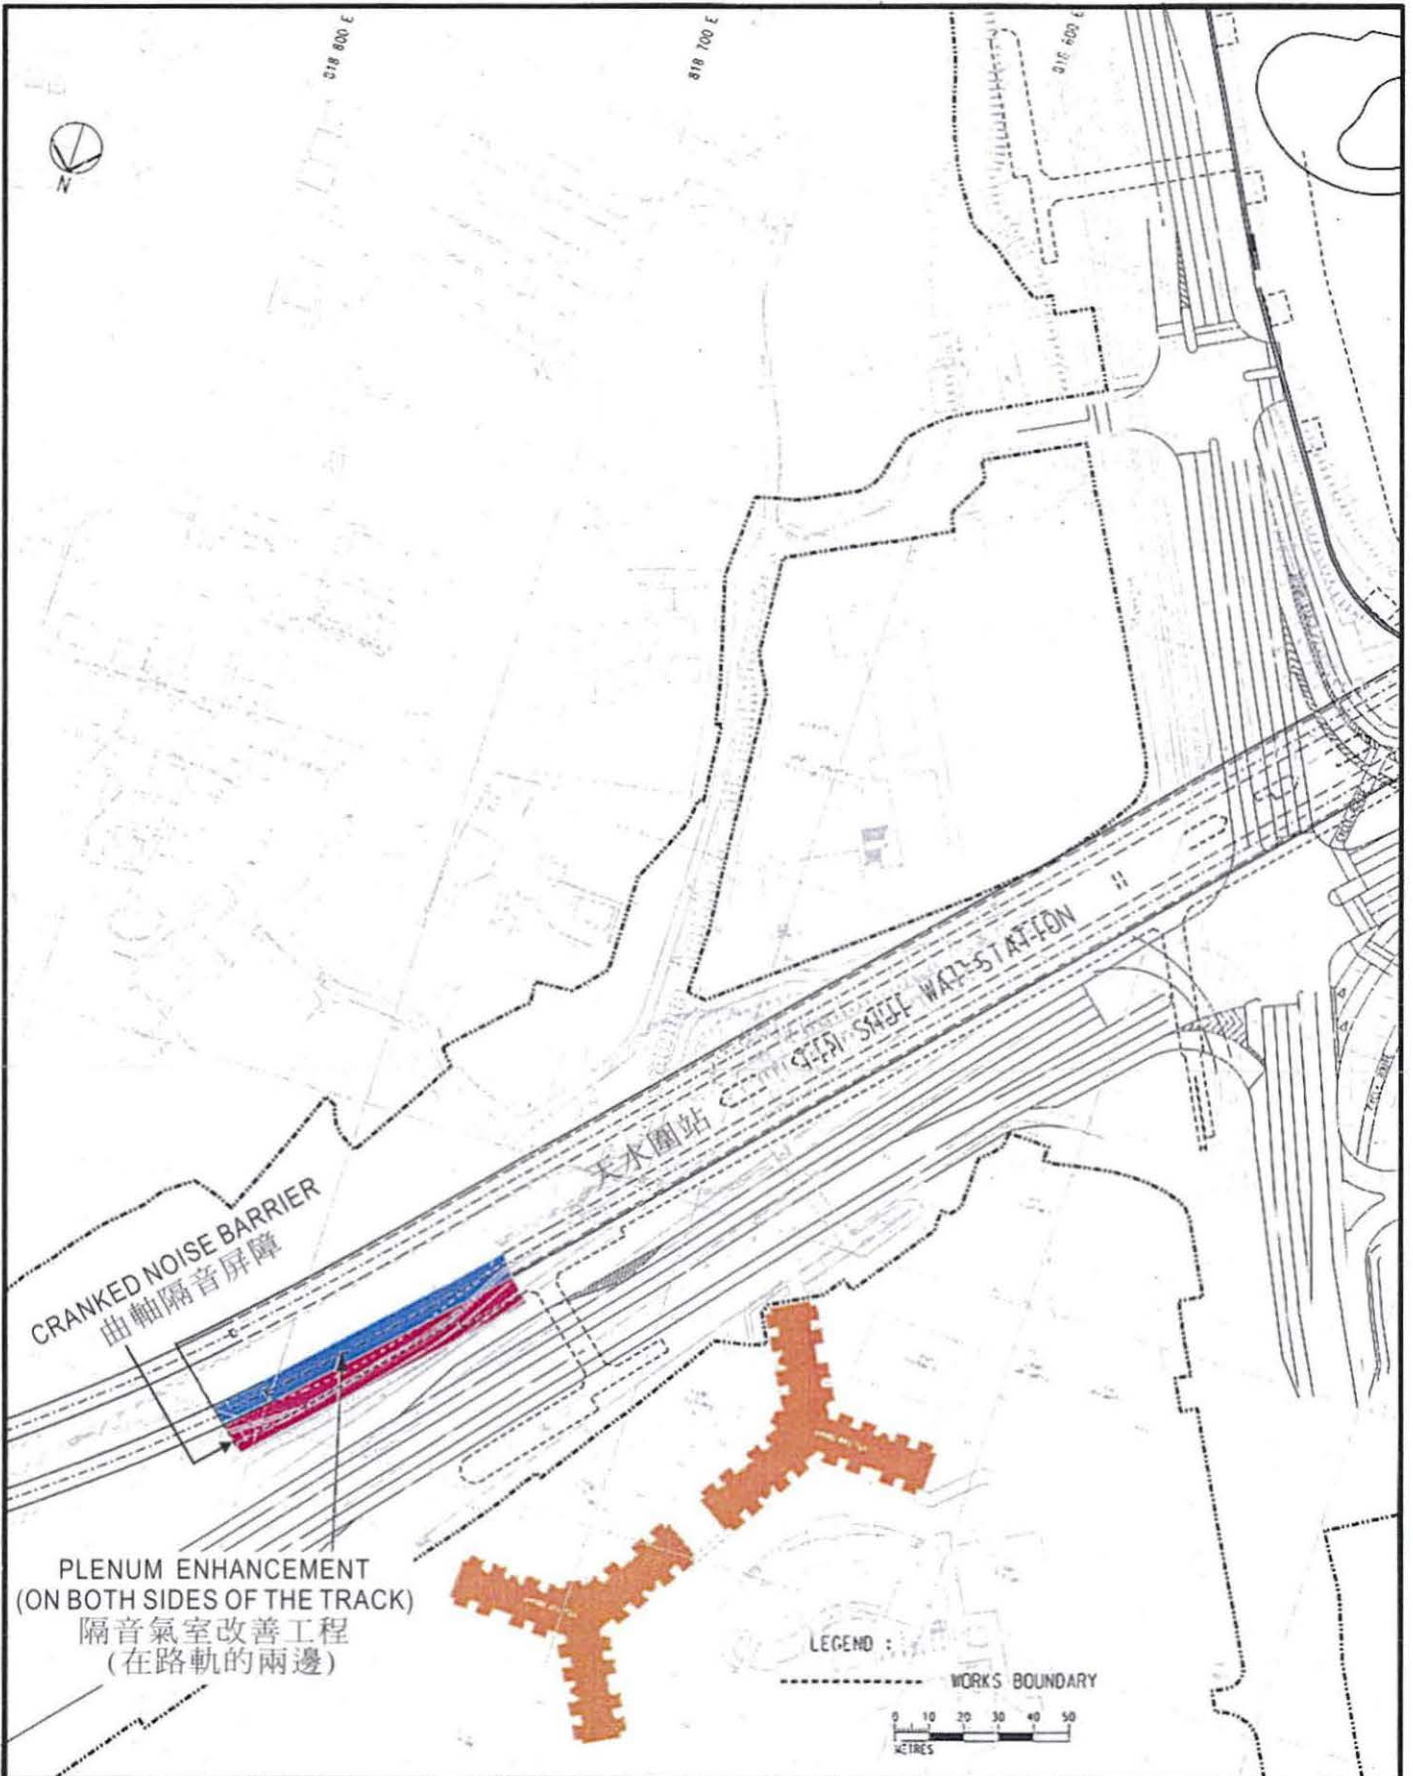 818 800 E
818 700 E
818 600 E
N
TIN SHUI WAI STATION
天水圍站
CRANKED NOISE BARRIER
曲軸隔音屏障
PLENUM ENHANCEMENT
(ON BOTH SIDES OF THE TRACK)
隔音氣室改善工程
(在路軌的兩邊)
LEGEND :
WORKS BOUNDARY
0 10 20 30 40 50
METRES